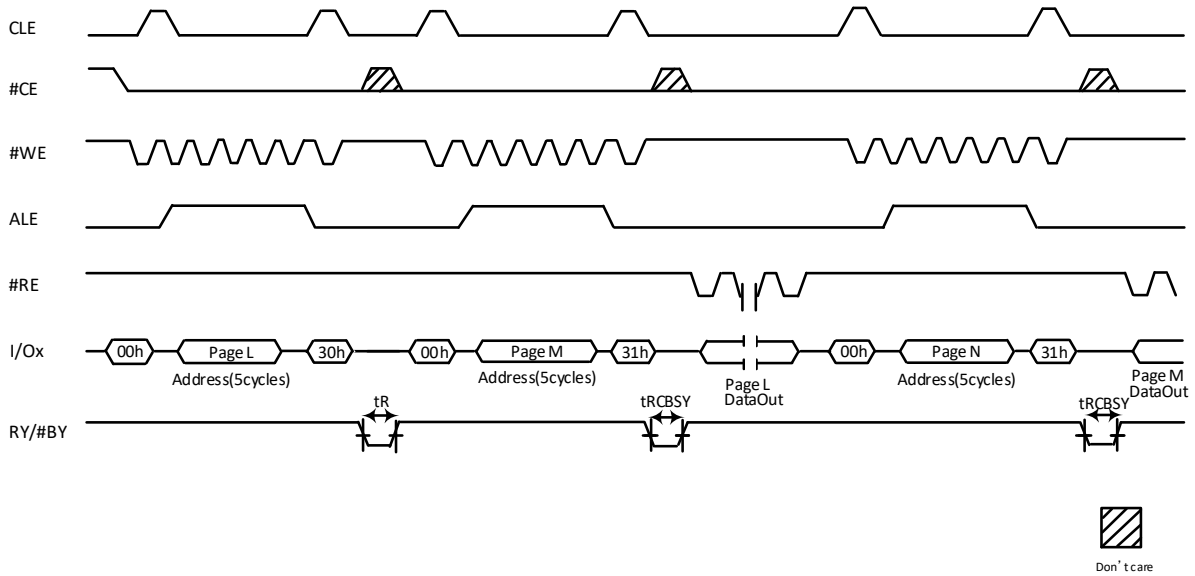 CLE
#CE
#WE
ALE
#RE
I/Ox
00h
Page L
30h
00h
Page M
31h
00h
Page N
31h
Address(5cycles)
Address(5cycles)
Page L
DataOut
Address(5cycles)
Page M
DataOut
RY/#BY
tR
tRCBSY
tRCBSY
Don't care